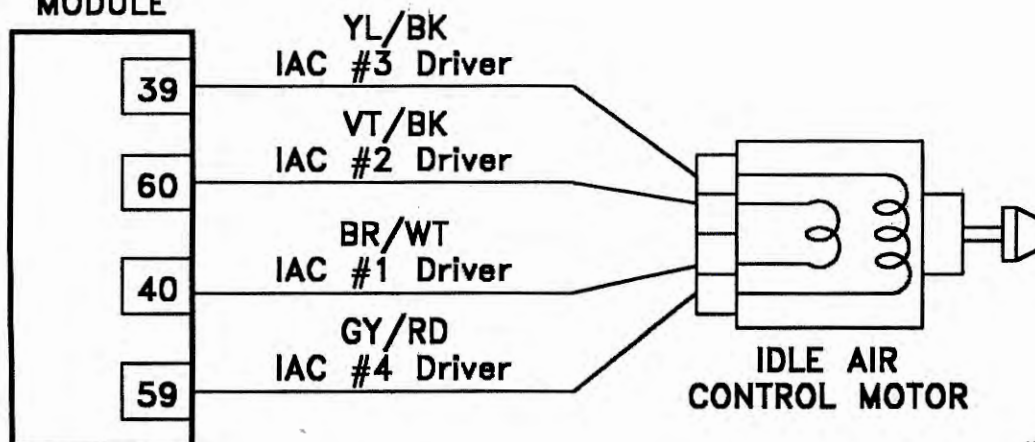 MODULE
39
YL/BK
IAC #3 Driver
60
VT/BK
IAC #2 Driver
40
BR/WT
IAC #1 Driver
59
GY/RD
IAC #4 Driver
IDLE AIR
CONTROL MOTOR